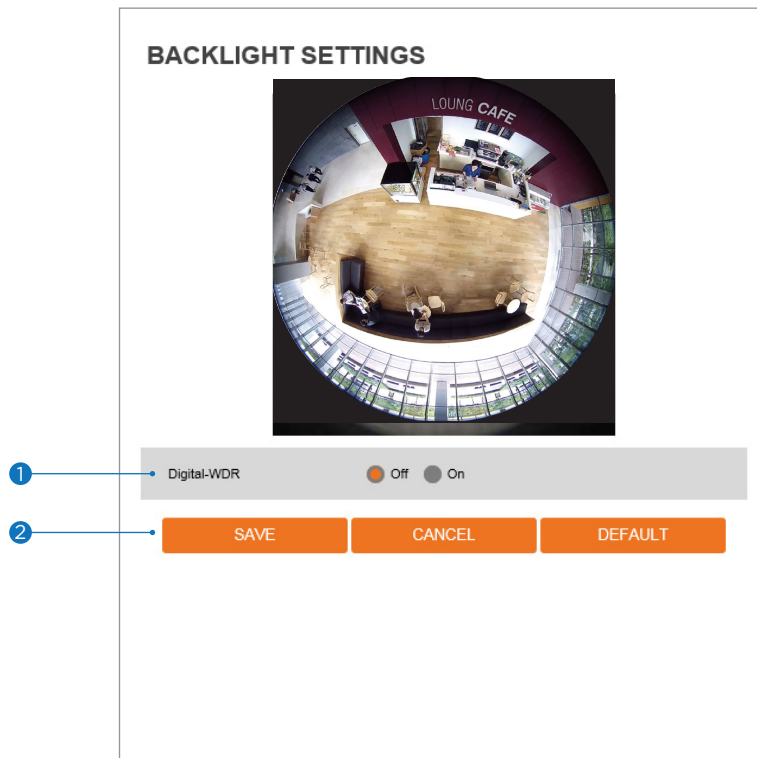 BACKLIGHT SETTINGS
LOUNG CAFE
1
Digital-WDR Off On
2
SAVE CANCEL DEFAULT